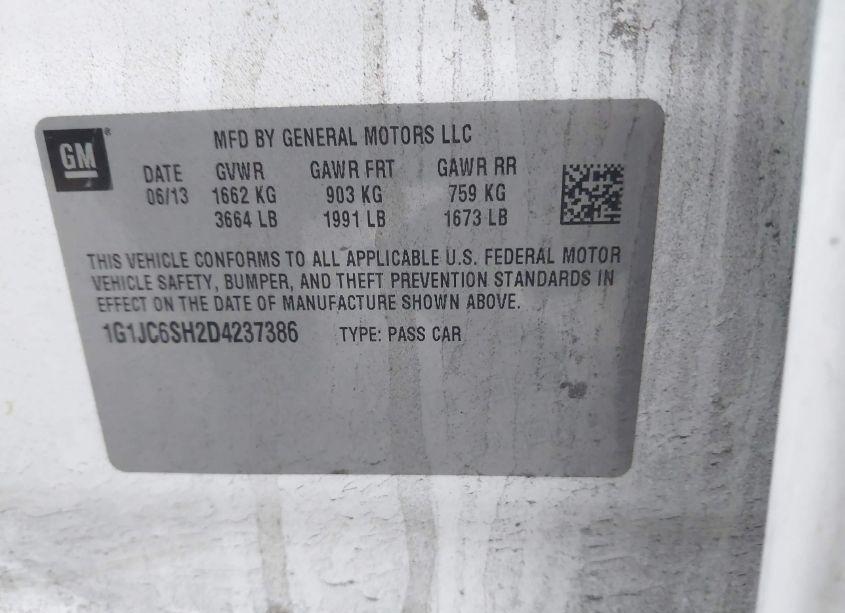 GM®
MFD BY GENERAL MOTORS LLC
DATE GVWR GAWR FRT GAWR RR
06/13 1662 KG 903 KG 759 KG
3664 LB 1991 LB 1673 LB
THIS VEHICLE CONFORMS TO ALL APPLICABLE U.S. FEDERAL MOTOR
VEHICLE SAFETY, BUMPER, AND THEFT PREVENTION STANDARDS IN
EFFECT ON THE DATE OF MANUFACTURE SHOWN ABOVE.
1G1JC6SH2D4237386 TYPE: PASS CAR